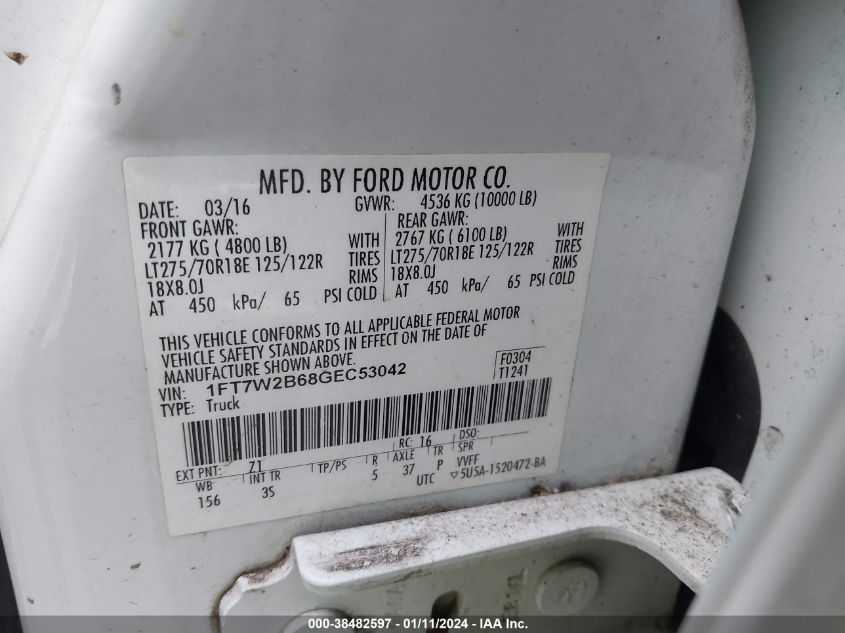 MFD. BY FORD MOTOR CO.
DATE: 03/16 GVWR: 4536 KG (10000 LB)
FRONT GAWR: REAR GAWR:
2177 KG ( 4800 LB) WITH 2767 KG ( 6100 LB) WITH
LT275/70R18E 125/122R TIRES LT275/70R18E 125/122R TIRES
18X8.0J RIMS 18X8.0J RIMS
AT 450 kPa/ 65 PSI COLD AT 450 kPa/ 65 PSI COLD
THIS VEHICLE CONFORMS TO ALL APPLICABLE FEDERAL MOTOR
VEHICLE SAFETY STANDARDS IN EFFECT ON THE DATE OF
MANUFACTURE SHOWN ABOVE.
VIN: 1FT7W2B68GEC53042 F0304
TYPE: Truck T1241
RC: 16 DSO:
EXT PNT: 71
WB INT TR TP/PS R AXLE TR SPR
156 3S 5 37 P VVFF
UTC ▽5U5A-1520472-BA
000-38482597 - 01/11/2024 - © IAA Inc.